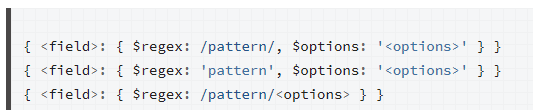 { <field>: { $regex: /pattern/, $options: '<options>' } }
{ <field>: { $regex: 'pattern', $options: '<options>' } }
{ <field>: { $regex: /pattern/<options> } }